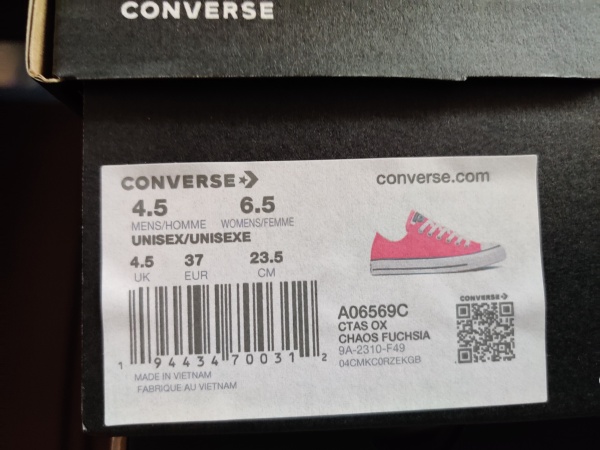 CONVERSE
CONVERSE
converse.com
4.5 6.5
MENS/HOMME WOMENS/FEMME
UNISEX/UNISEXE
4.5 37 23.5
UK EUR CM
A06569C
CTAS OX
CHAOS FUCHSIA
9A-2310-F49
04CMKC0RZEKGB
CONVERSE
1 94434 70031 2
MADE IN VIETNAM
FABRIQUE AU VIETNAM